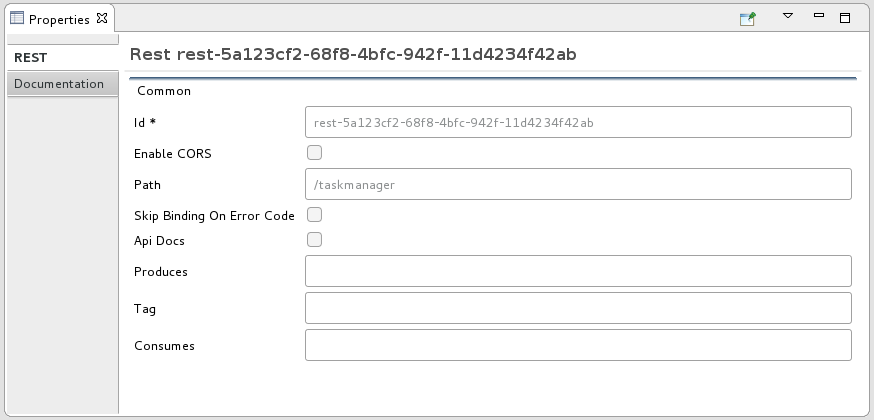 Properties
REST
Documentation
Rest rest-5a123cf2-68f8-4bfc-942f-11d4234f42ab
Common
Id * rest-5a123cf2-68f8-4bfc-942f-11d4234f42ab
Enable CORS
Path /taskmanager
Skip Binding On Error Code
Api Docs
Produces
Tag
Consumes